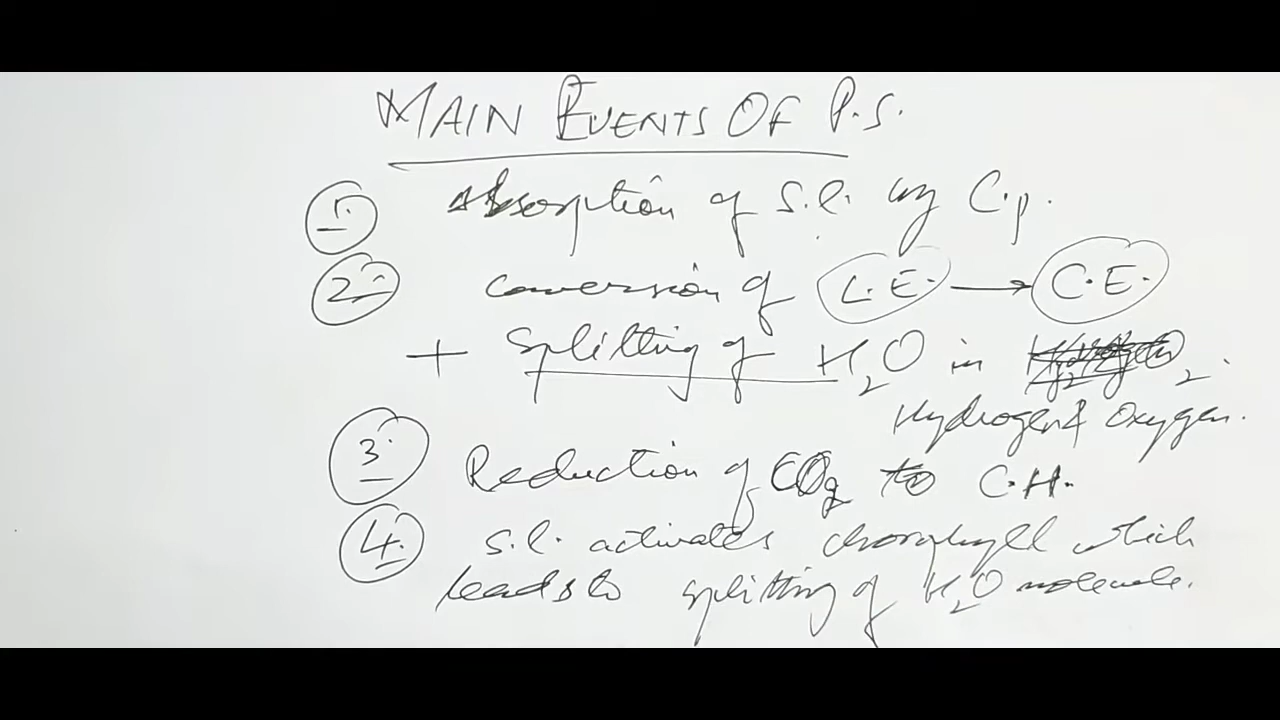 MAIN EVENTS OF P.S.
1. Absorption of S.l. by C.p.
2. Conversion of L.E. → C.E.
+ Splitting of H₂O in
Hydrogen & Oxygen.
3. Reduction of CO₂ to C.H.
4. S.l. activates
which
leads to splitting of H₂O molecule.